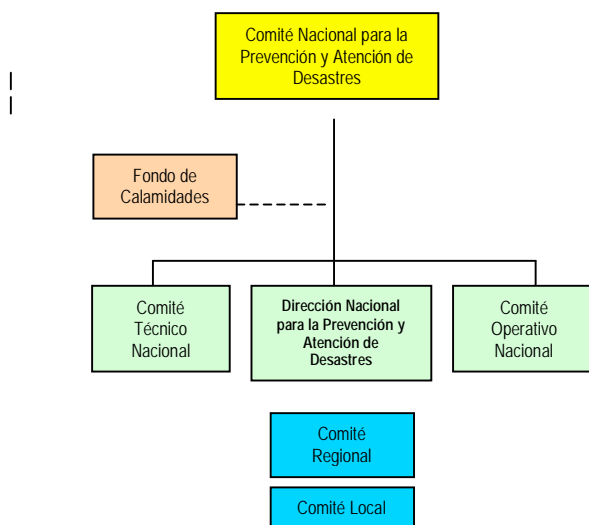 Comité Nacional para la
Prevención y Atención de
Desastres
Fondo de
Calamidades
Comité
Técnico
Nacional
Dirección Nacional
para la Prevención y
Atención de
Desastres
Comité
Operativo
Nacional
Comité
Regional
Comité Local